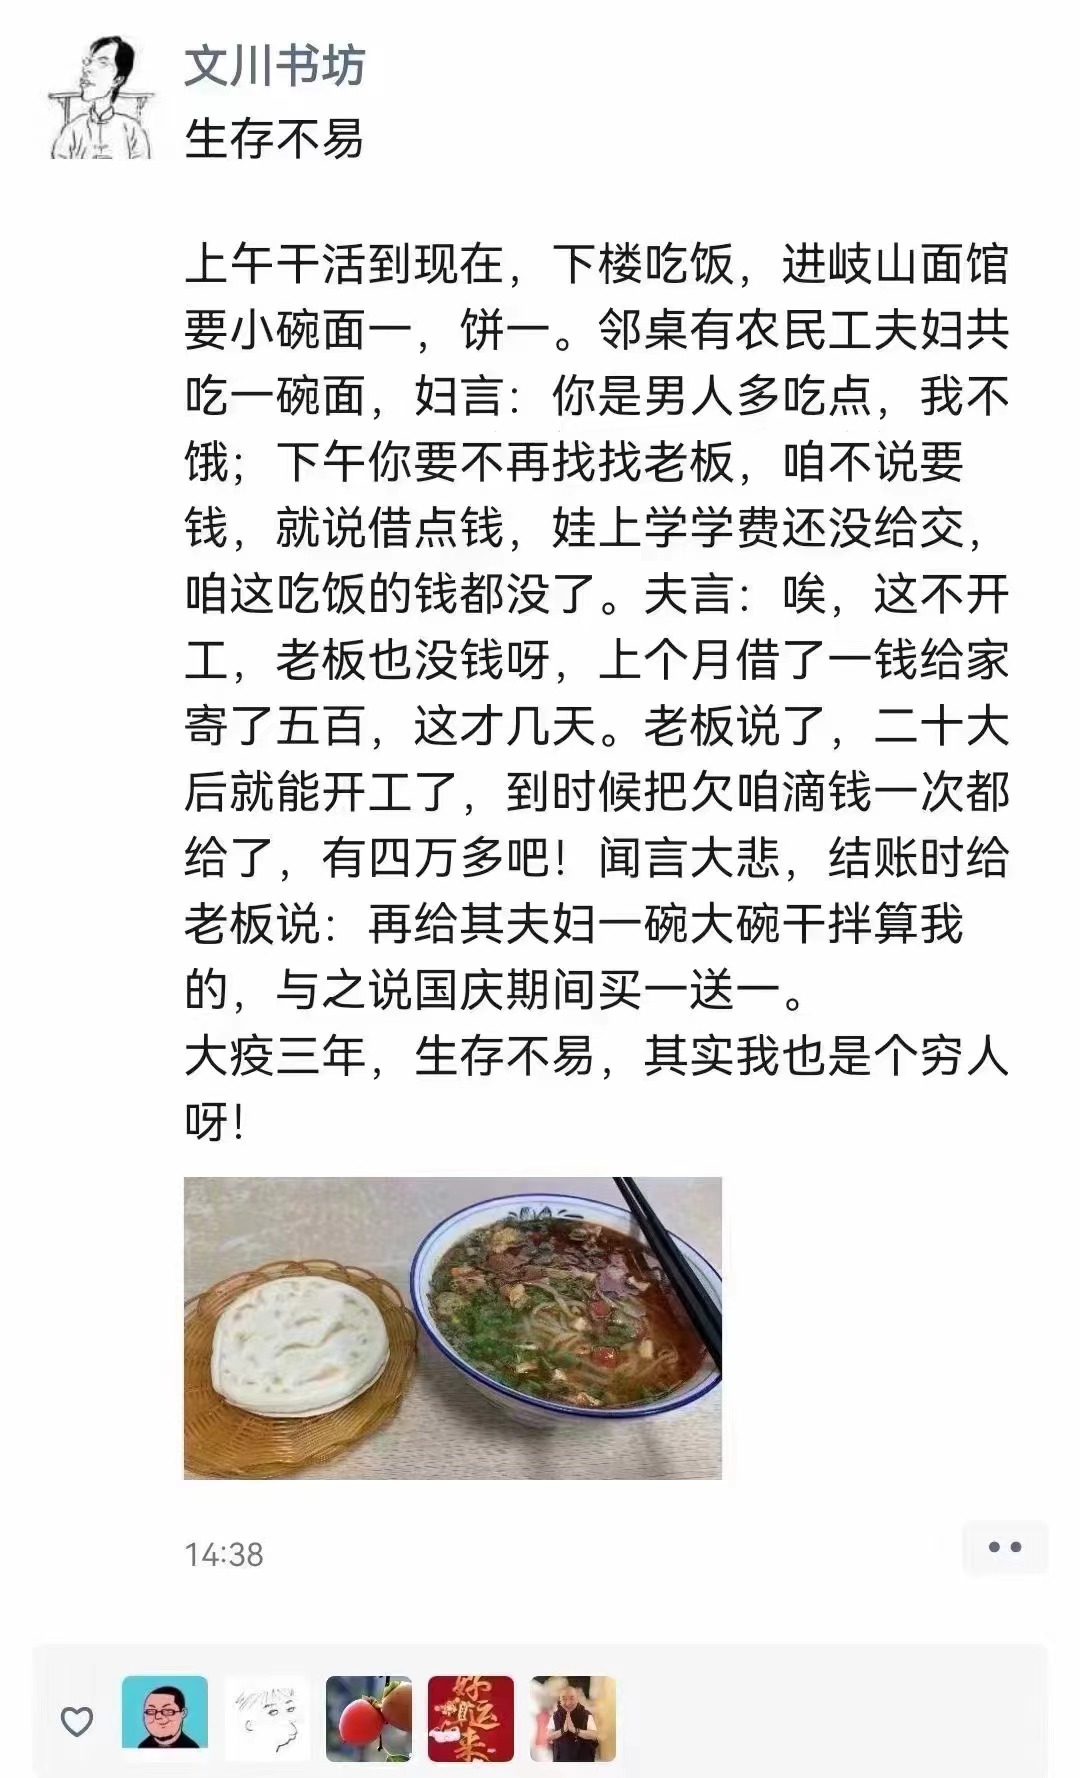 文川书坊
生存不易
上午干活到现在，下楼吃饭，进岐山面馆
要小碗面一，饼一。邻桌有农民工夫妇共
吃一碗面，妇言：你是男人多吃点，我不
饿；下午你要不再找找老板，咱不说要
钱，就说借点钱，娃上学学费还没给交，
咱这吃饭的钱都没了。夫言：唉，这不开
工，老板也没钱呀，上个月借了一钱给家
寄了五百，这才几天。老板说了，二十大
后就能开工了，到时候把欠咱滴钱一次都
给了，有四万多吧！闻言大悲，结账时给
老板说：再给其夫妇一碗大碗干拌算我
的，与之说国庆期间买一送一。
大疫三年，生存不易，其实我也是个穷人
呀！
14:38
好运来